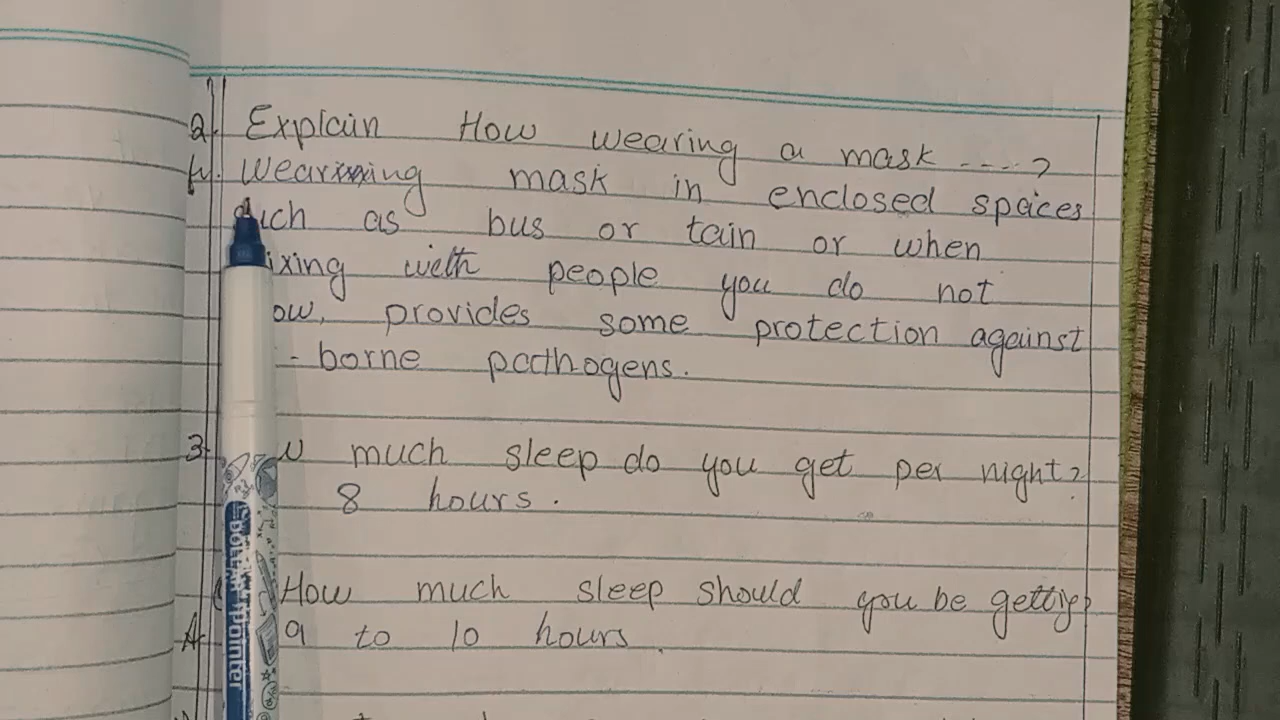 2. Explain How wearing a mask ----?
A. Wearing mask in enclosed spaces
such as bus or tain or when
ixing with people you do not
ow, provides some protection against
- borne pathogens.
3. w much sleep do you get per night?
8 hours.
How much sleep should you be getting
A. 9 to 10 hours.
DOLLAR Pointer